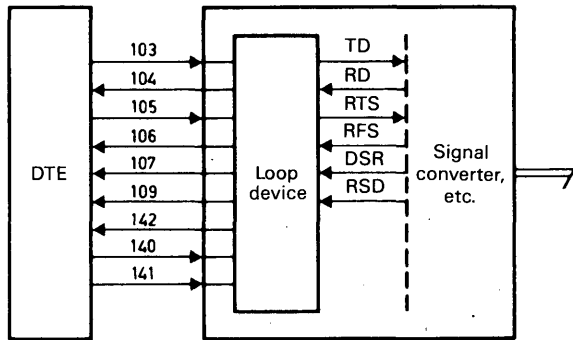 103
104
105
106
107
109
142
140
141
DTE
Loop
device
TD
RD
RTS
RFS
DSR
RSD
Signal
converter,
etc.